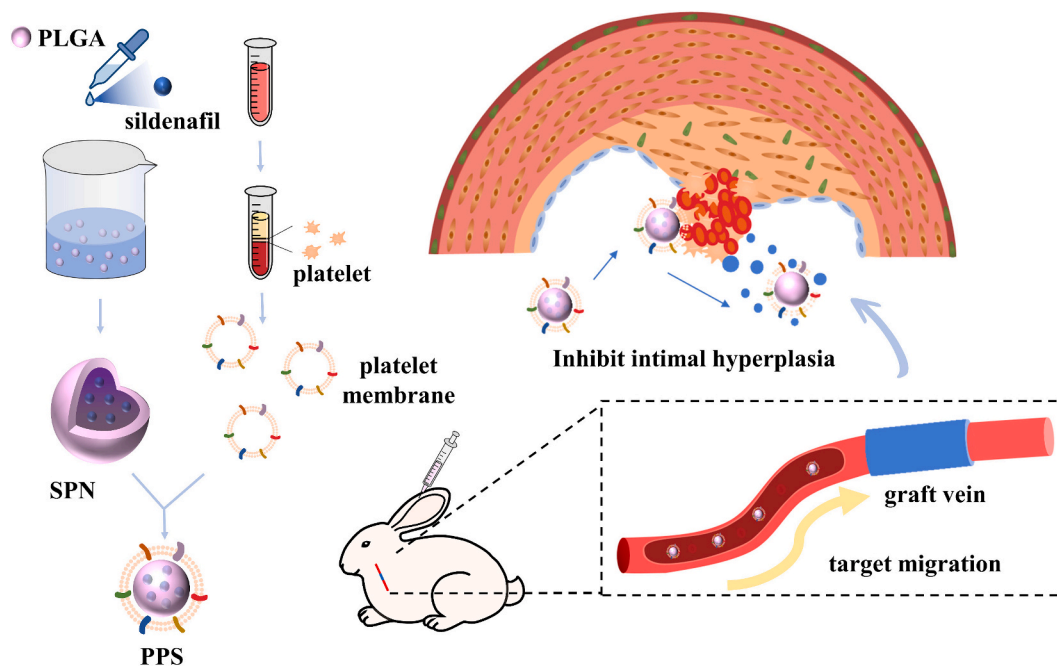 PLGA
sildenafil
platelet
platelet
membrane
SPN
PPS
Inhibit intimal hyperplasia
graft vein
target migration